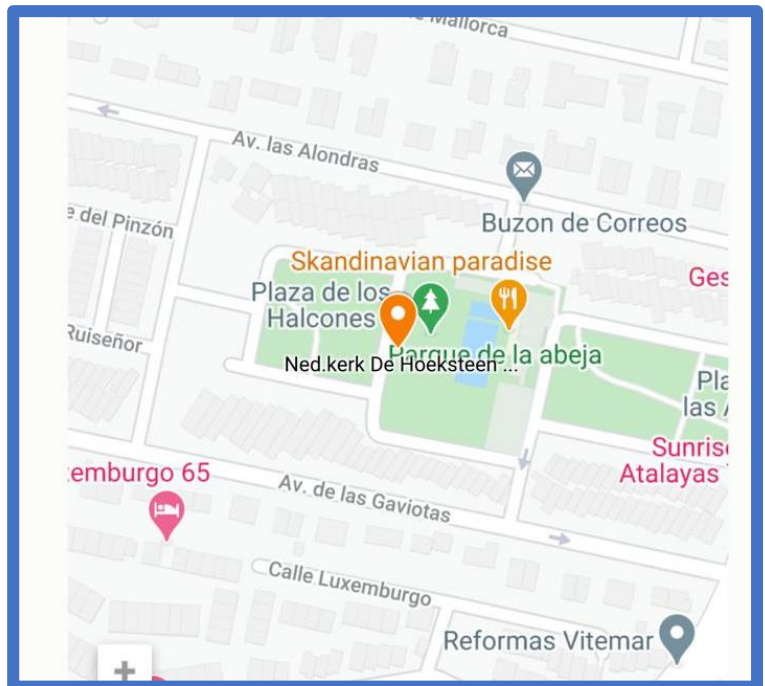 Mallorca
Av. las Alondras
Buzon de Correos
e del Pinzón
Skandinavian paradise
Ges
Plaza de los
Halcones
Ruiseñor
Parque de la abeja
Ned.kerk De Hoeksteen ...
Pla
las
Sunris
Atalayas
emburgo 65
Av. de las Gaviotas
Calle Luxemburgo
Reformas Vitemar
+